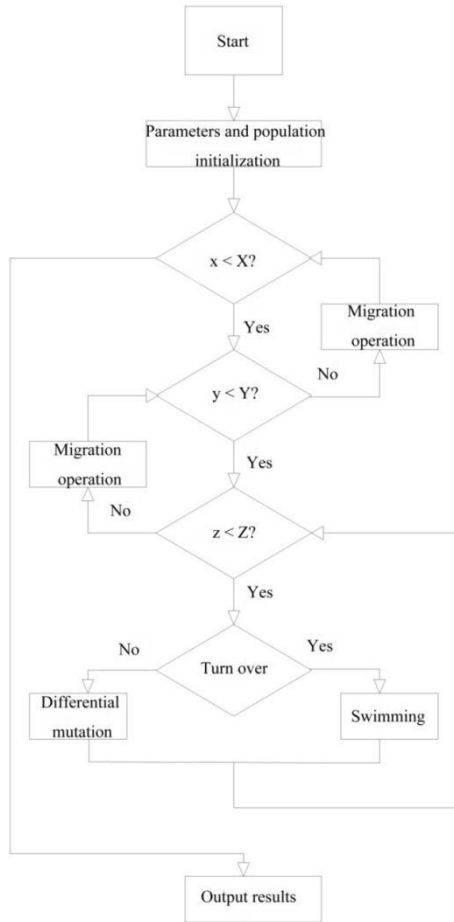 Start
Parameters and population
initialization
x < X?
Migration
operation
Yes
No
y < Y?
Migration
operation
Yes
No
z < Z?
Yes
No
Yes
Turn over
Differential
mutation
Swimming
Output results